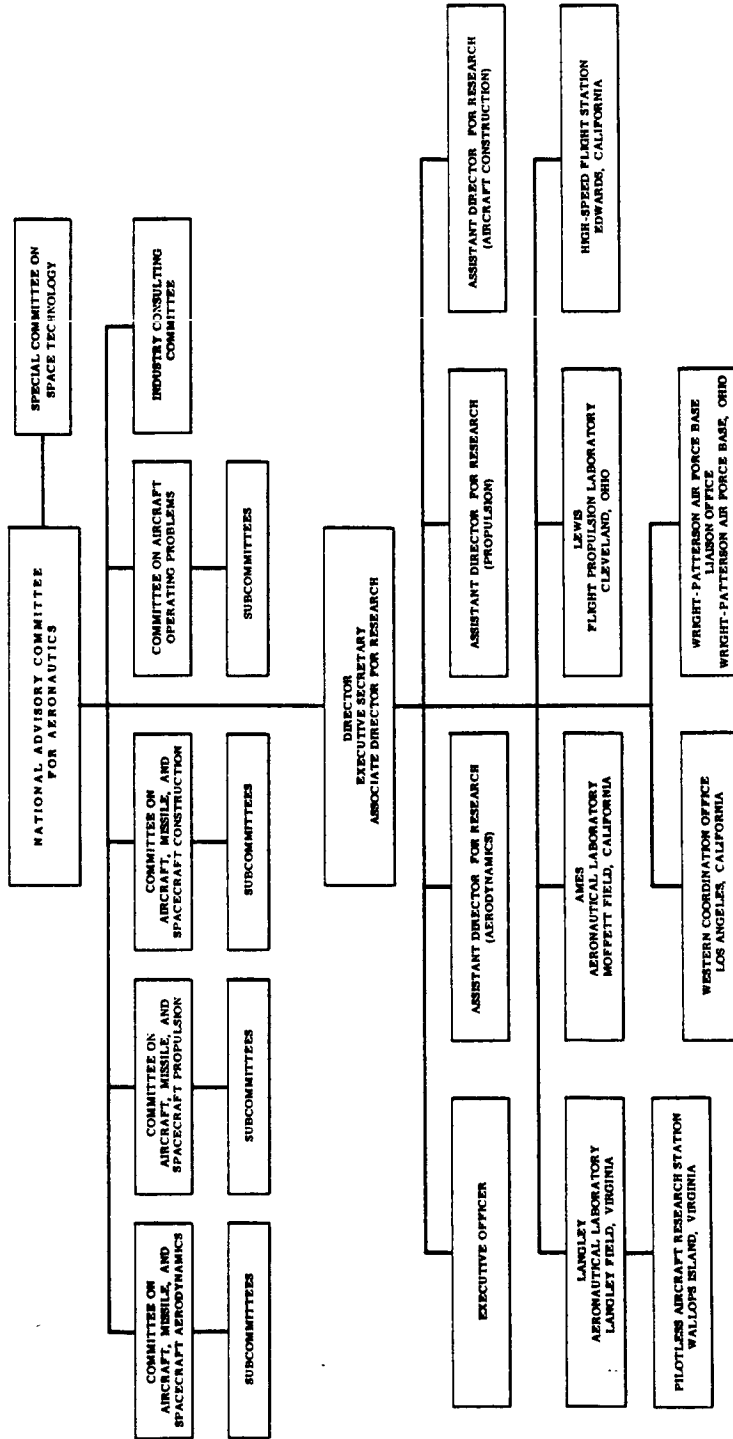 NATIONAL ADVISORY COMMITTEE
FOR AERONAUTICS
SPECIAL COMMITTEE ON
SPACE TECHNOLOGY
COMMITTEE ON
AIRCRAFT, MISSILE, AND
SPACECRAFT AERODYNAMICS
COMMITTEE ON
AIRCRAFT, MISSILE, AND
SPACECRAFT PROPULSION
COMMITTEE ON
AIRCRAFT, MISSILE, AND
SPACECRAFT CONSTRUCTION
COMMITTEE ON AIRCRAFT
OPERATING PROBLEMS
INDUSTRY CONSULTING
COMMITTEE
SUBCOMMITTEES
SUBCOMMITTEES
SUBCOMMITTEES
SUBCOMMITTEES
DIRECTOR
EXECUTIVE SECRETARY
ASSOCIATE DIRECTOR FOR RESEARCH
EXECUTIVE OFFICER
ASSISTANT DIRECTOR FOR RESEARCH
(AERODYNAMICS)
ASSISTANT DIRECTOR FOR RESEARCH
(PROPULSION)
ASSISTANT DIRECTOR FOR RESEARCH
(AIRCRAFT CONSTRUCTION)
LANGLEY
AERONAUTICAL LABORATORY
LANGLEY FIELD, VIRGINIA
AMES
AERONAUTICAL LABORATORY
MOFFETT FIELD, CALIFORNIA
LEWIS
FLIGHT PROPULSION LABORATORY
CLEVELAND, OHIO
HIGH-SPEED FLIGHT STATION
EDWARDS, CALIFORNIA
PILOTLESS AIRCRAFT RESEARCH STATION
WALLOPS ISLAND, VIRGINIA
WESTERN COORDINATION OFFICE
LOS ANGELES, CALIFORNIA
WRIGHT-PATTERSON AIR FORCE BASE
LIAISON OFFICE
WRIGHT-PATTERSON AIR FORCE BASE, OHIO